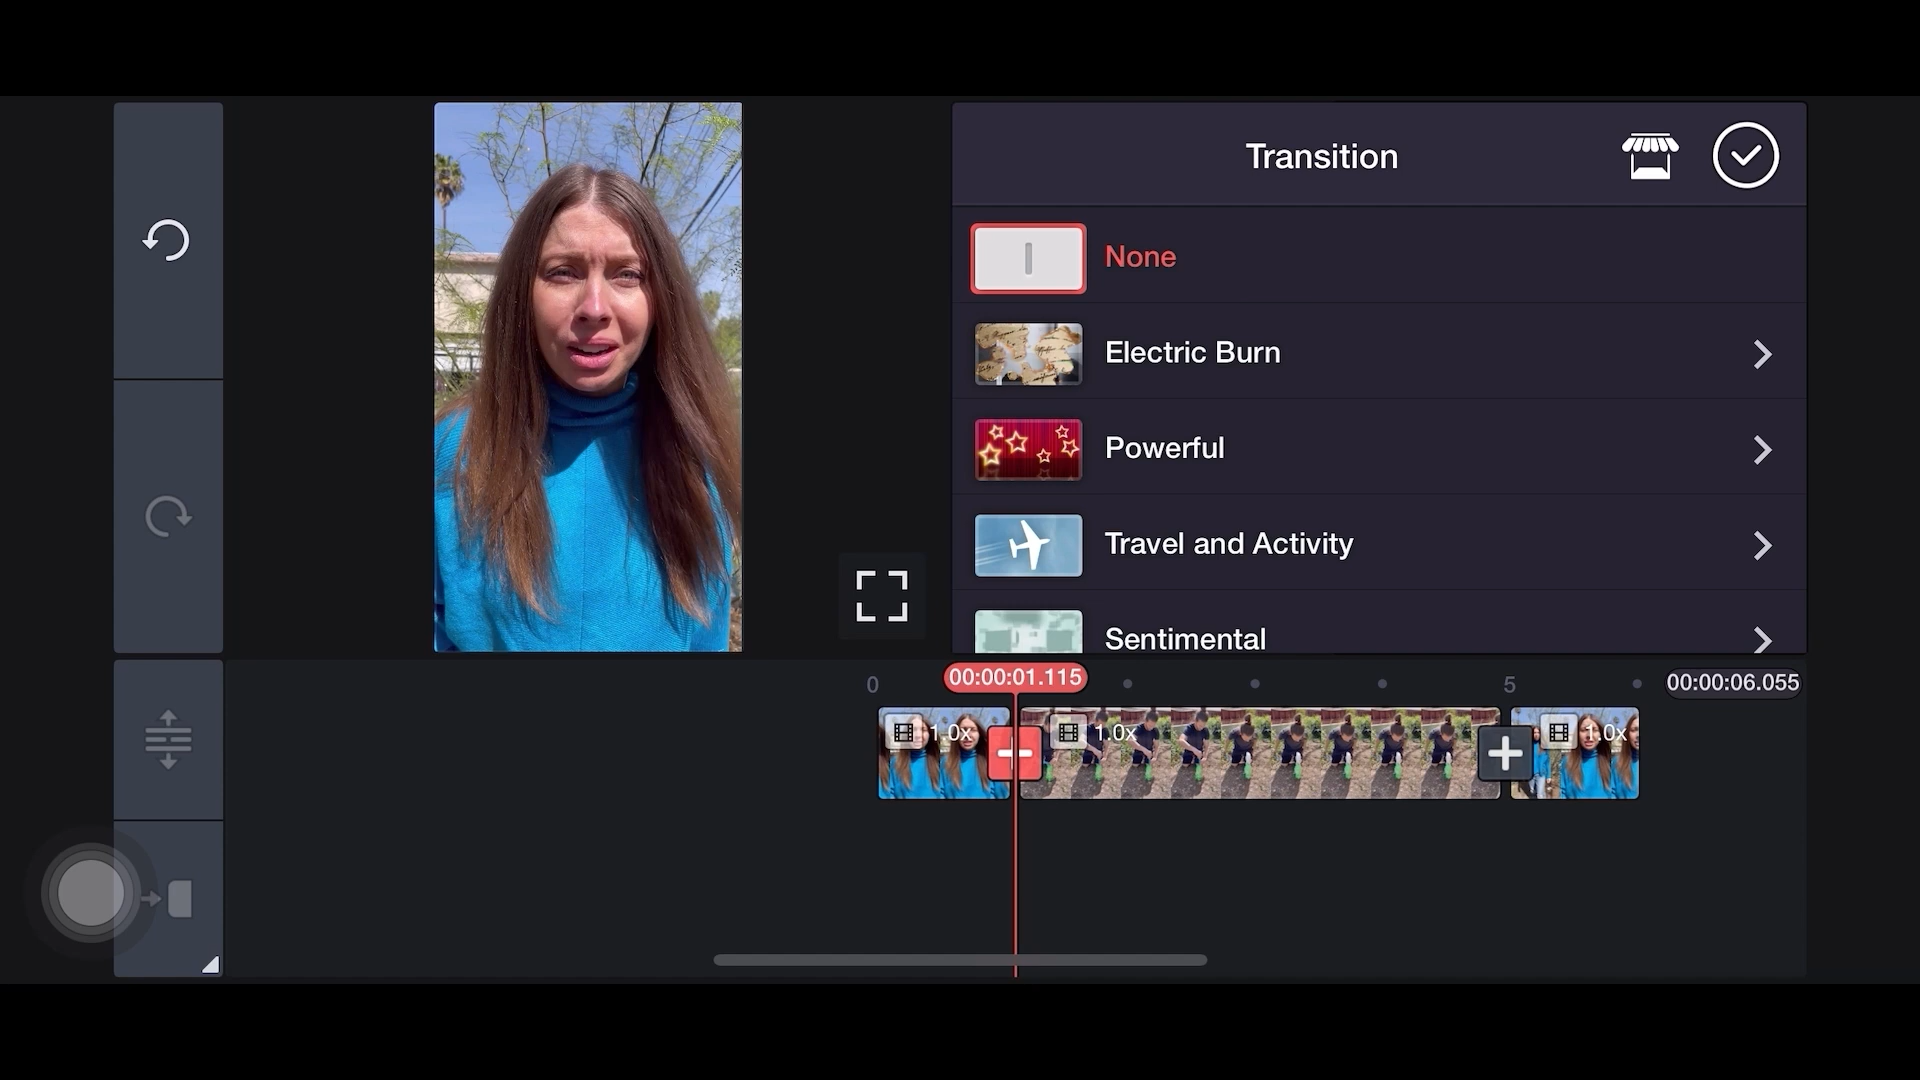 Transition
None
Electric Burn
Powerful
Travel and Activity
Sentimental
0
00:00:01.115
5
00:00:06.055
1.0x
1.0x
1.0x